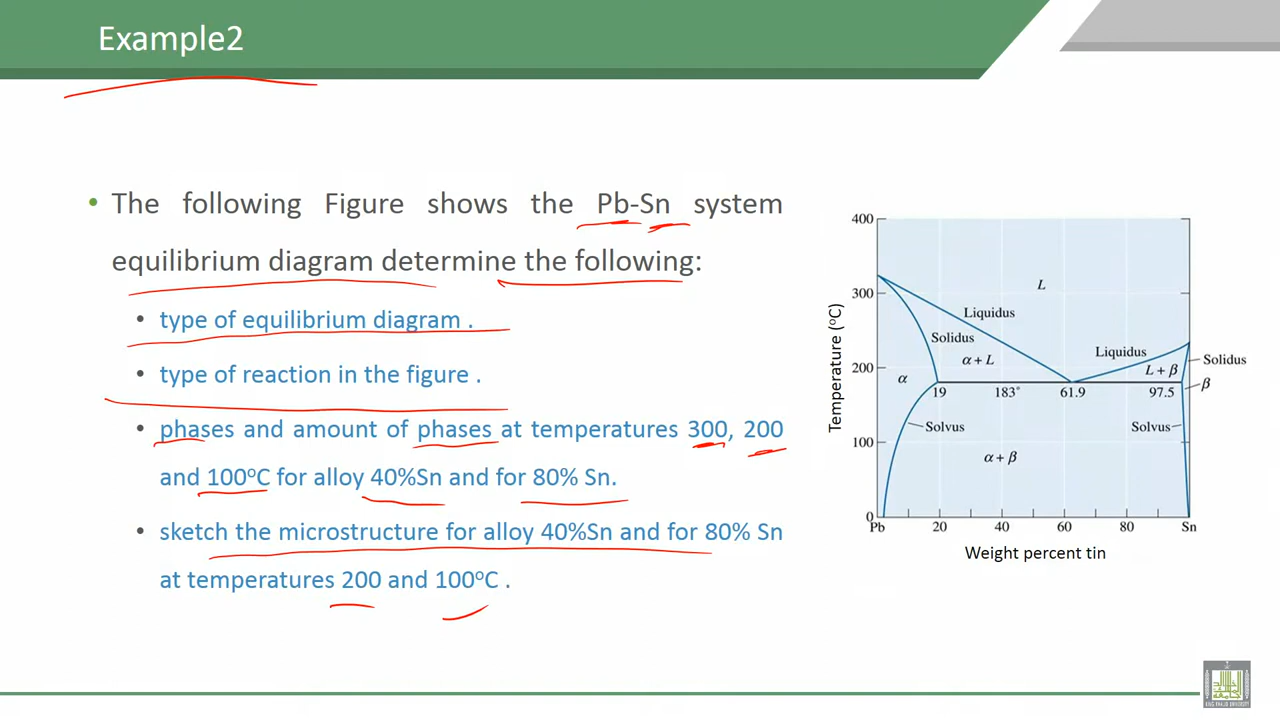 Example2
• The following Figure shows the Pb-Sn system
equilibrium diagram determine the following:
• type of equilibrium diagram .
• type of reaction in the figure .
• phases and amount of phases at temperatures 300, 200
and 100ºC for alloy 40%Sn and for 80% Sn.
• sketch the microstructure for alloy 40%Sn and for 80% Sn
at temperatures 200 and 100ºC .
400
300
200
100
0
Temperature (ºC)
L
Liquidus
Solidus
α + L
Liquidus
Solidus
L + β
α
β
19
183°
61.9
97.5
Solvus
Solvus
α + β
Pb
20
40
60
80
Sn
Weight percent tin